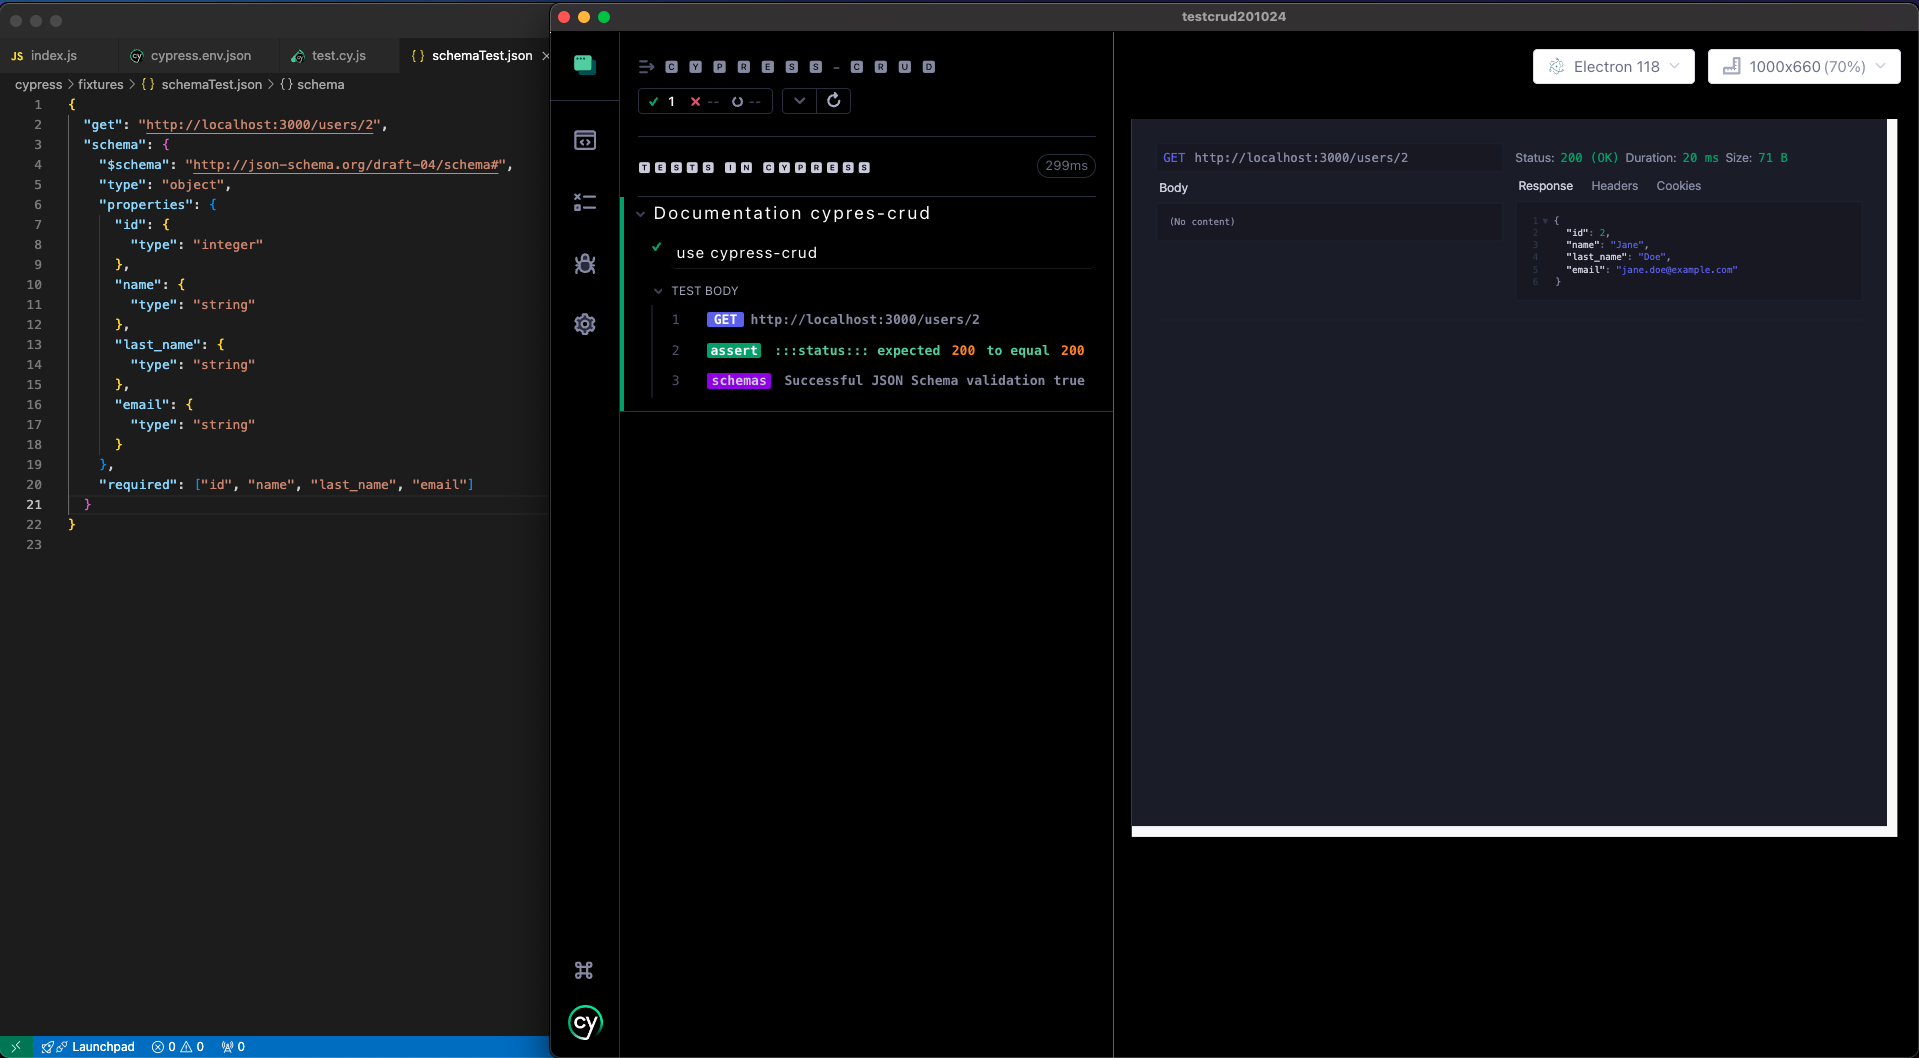 index.js
cypress.env.json
test.cy.js
{ } schemaTest.json ×
cypress > fixtures > { } schemaTest.json > { } schema
1 {
2 "get": "http://localhost:3000/users/2",
3 "schema": {
4 "$schema": "http://json-schema.org/draft-04/schema#",
5 "type": "object",
6 "properties": {
7 "id": {
8 "type": "integer"
9 },
10 "name": {
11 "type": "string"
12 },
13 "last_name": {
14 "type": "string"
15 },
16 "email": {
17 "type": "string"
18 }
19 },
20 "required": ["id", "name", "last_name", "email"]
21 }
22 }
23
Launchpad
0
0
0
testcrud201024
CYPRESS-CRUD
1 -- --
TESTS IN CYPRESS
299ms
Documentation cypres-crud
use cypress-crud
TEST BODY
1 GET http://localhost:3000/users/2
2 assert :::status::: expected 200 to equal 200
3 schemas Successful JSON Schema validation true
cy
Electron 118
1000x660 (70%)
GET http://localhost:3000/users/2
Status: 200 (OK) Duration: 20 ms Size: 71 B
Body
Response Headers Cookies
(No content)
1 {
2 "id": 2,
3 "name": "Jane",
4 "last_name": "Doe",
5 "email": "jane.doe@example.com"
6 }